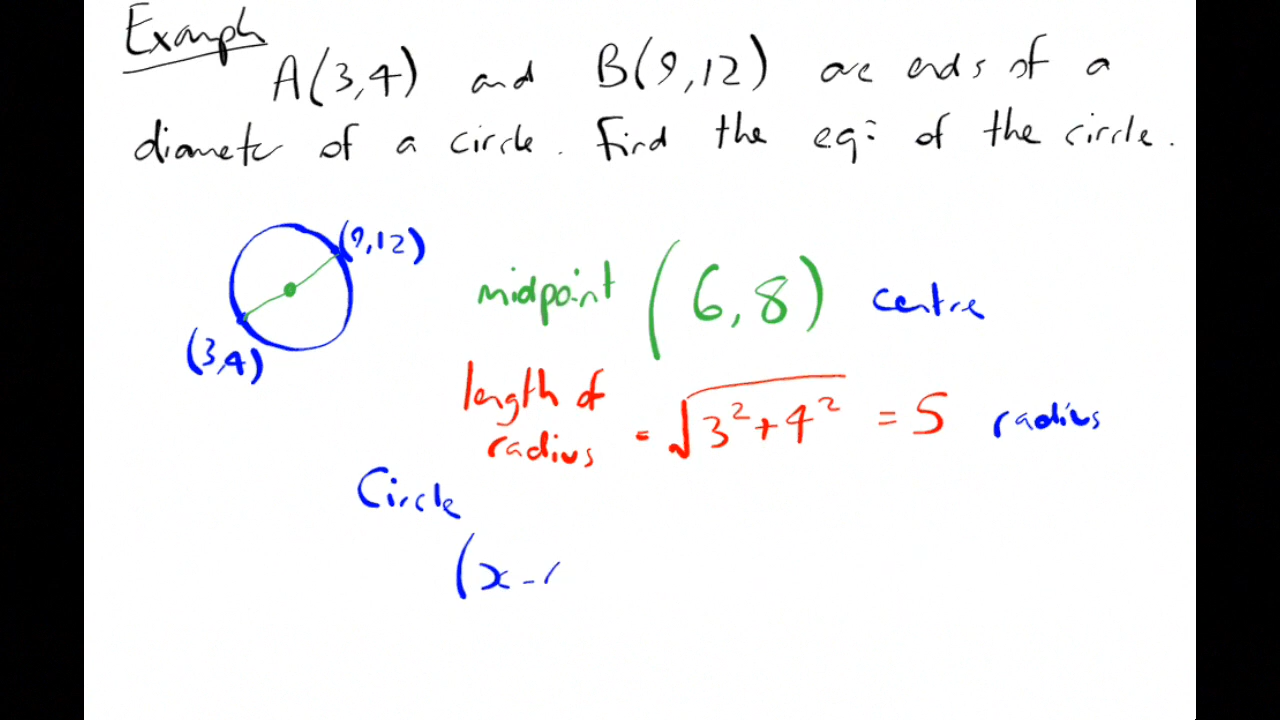 Example
A(3,4) and B(9,12) are ends of a
diameter of a circle. Find the eqn of the circle.
(9,12)
(3,4)
midpoint (6,8) centre
length of
radius = √3²+4² = 5 radius
Circle
(x-